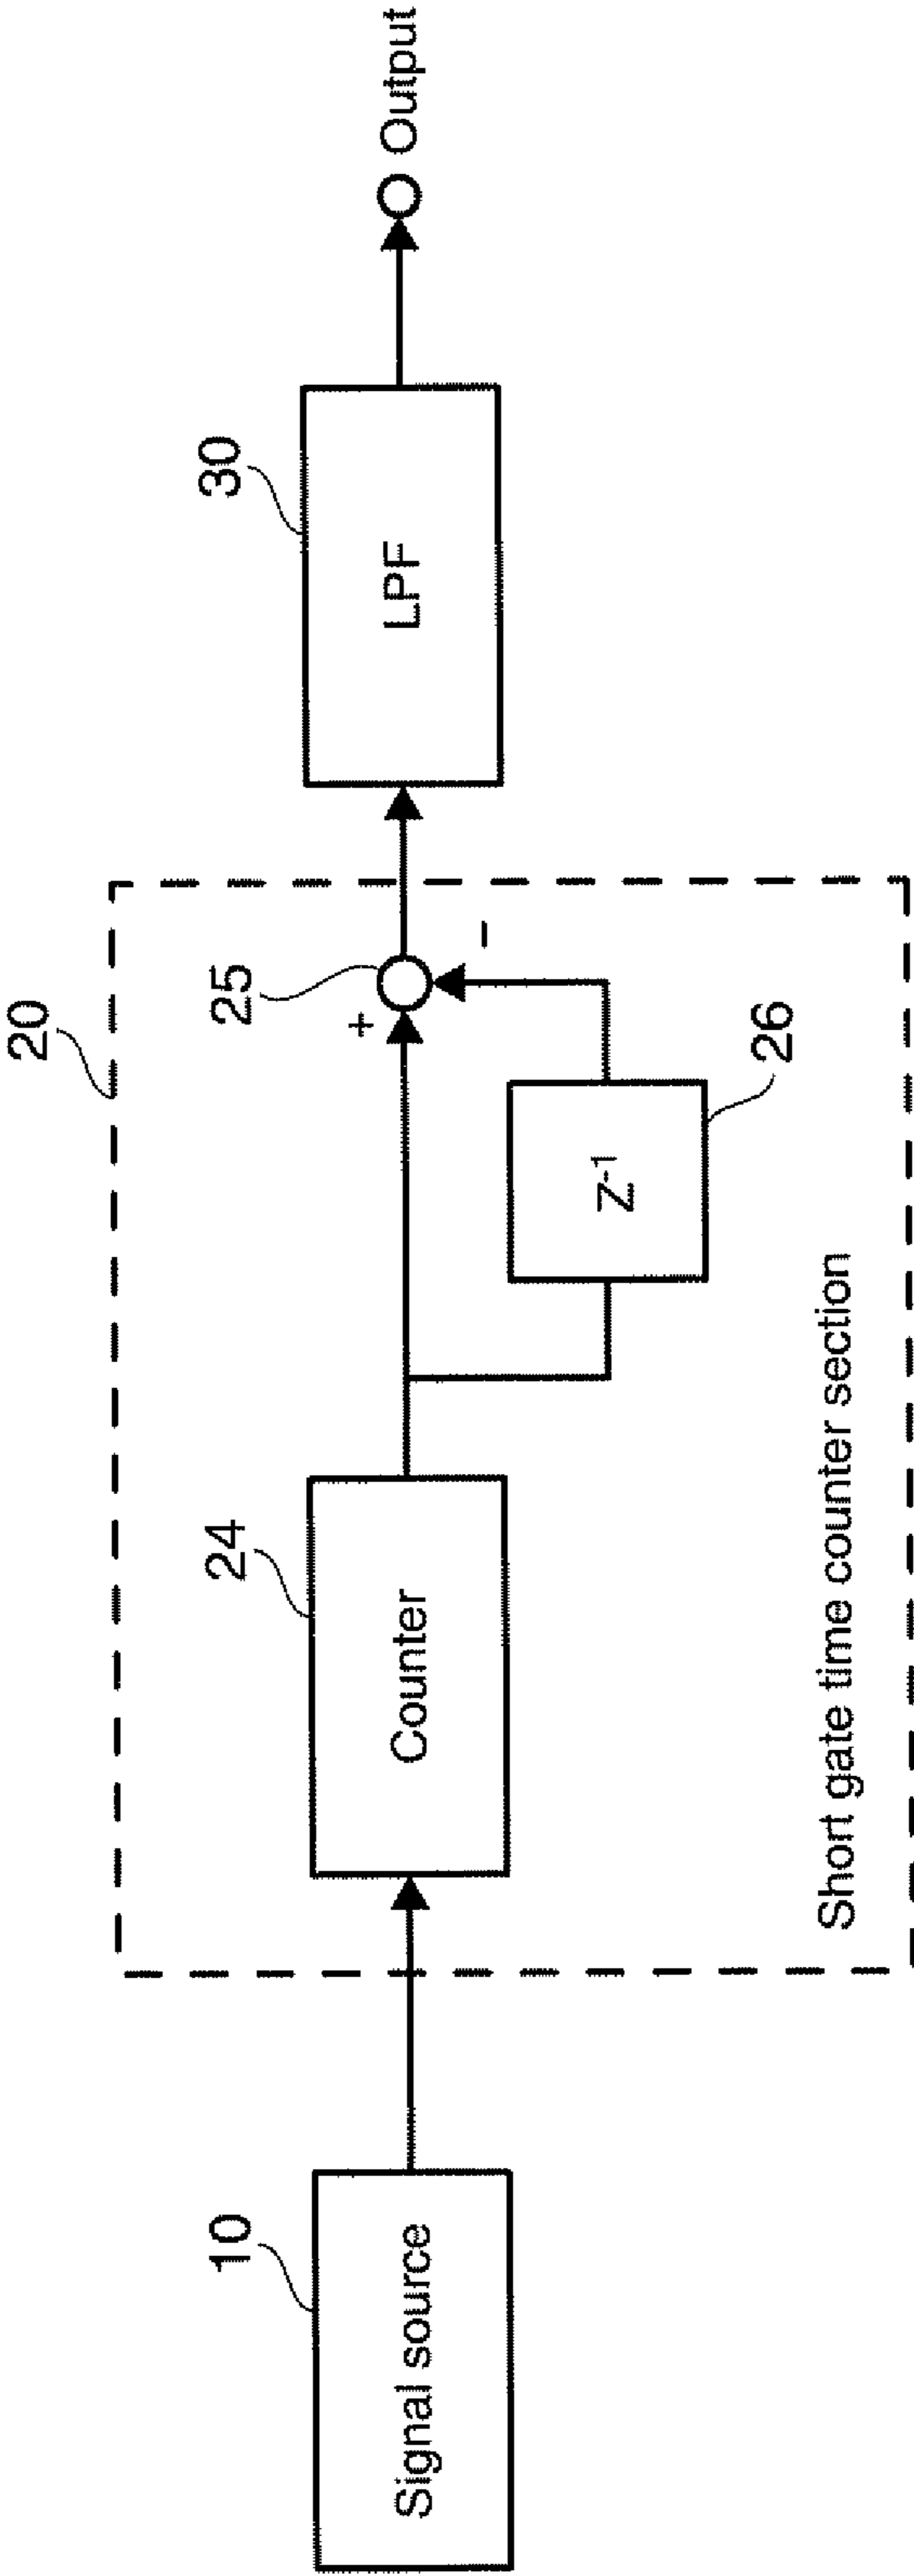 10
Signal source
20
24
Counter
25
+
-
Z-1
26
Short gate time counter section
30
LPF
Output